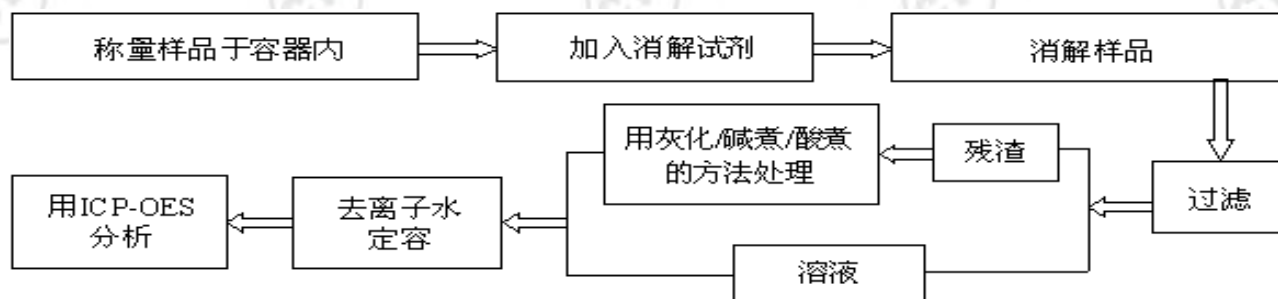 称量样品于容器内
加入消解试剂
消解样品
用灰化/碱煮/酸煮
的方法处理
残渣
过滤
用ICP-OES
分析
去离子水
定容
溶液